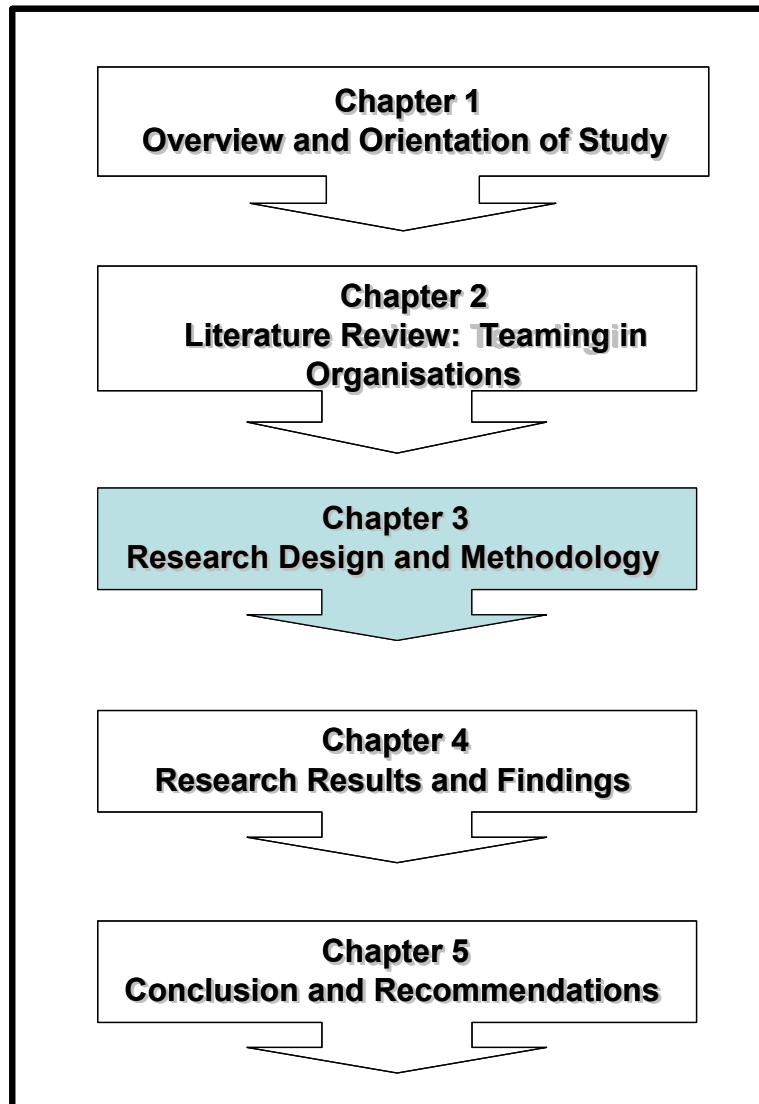 Chapter 1
Overview and Orientation of Study
Chapter 2
Literature Review: Teaming in
Organisations
Chapter 3
Research Design and Methodology
Chapter 4
Research Results and Findings
Chapter 5
Conclusion and Recommendations